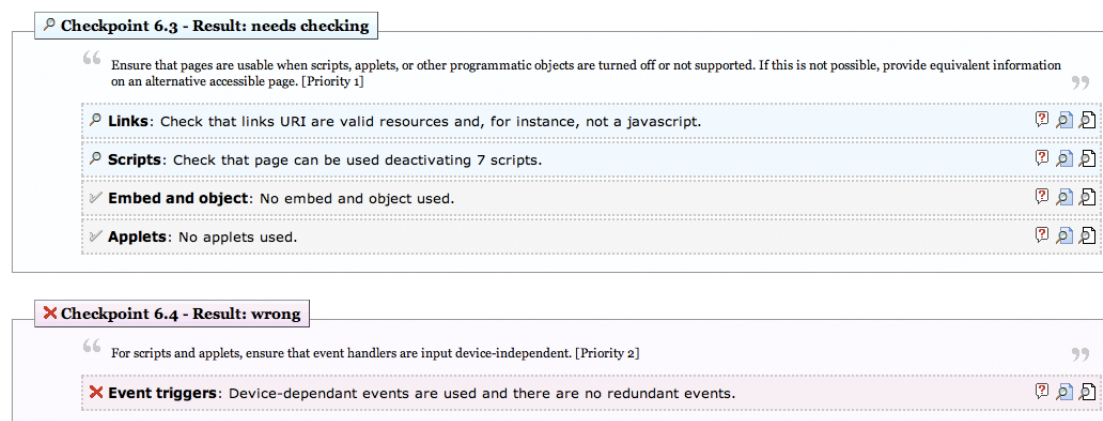 Checkpoint 6.3 - Result: needs checking
“ Ensure that pages are usable when scripts, applets, or other programmatic objects are turned off or not supported. If this is not possible, provide equivalent information
on an alternative accessible page. [Priority 1] ”
Links: Check that links URI are valid resources and, for instance, not a javascript.
Scripts: Check that page can be used deactivating 7 scripts.
Embed and object: No embed and object used.
Applets: No applets used.
Checkpoint 6.4 - Result: wrong
“ For scripts and applets, ensure that event handlers are input device-independent. [Priority 2] ”
Event triggers: Device-dependant events are used and there are no redundant events.